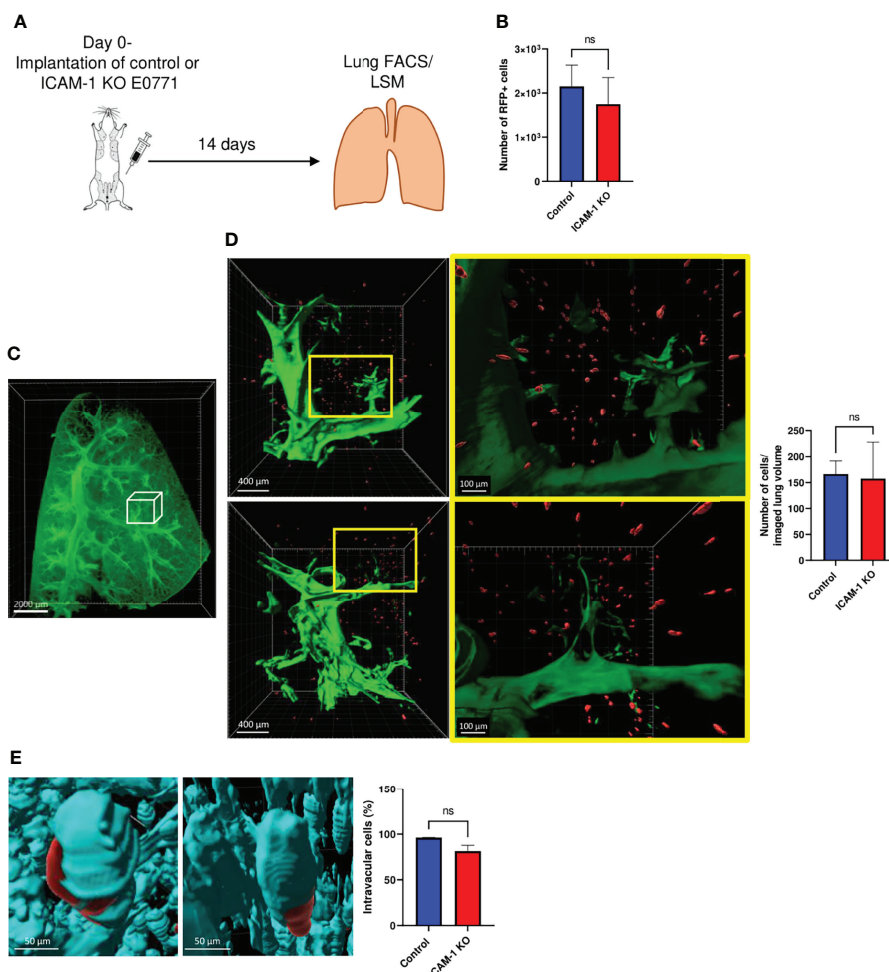 A
Day 0-
Implantation of control or
ICAM-1 KO E0771
14 days
Lung FACS/
LSM
B
Number of RFP+ cells
3×10³
2×10³
1×10³
0
ns
Control
ICAM-1 KO
C
2000 µm
D
400 µm
100 µm
400 µm
100 µm
Number of cells/
imaged lung volume
250
200
150
100
50
0
ns
Control
ICAM-1 KO
E
50 µm
50 µm
Intravacular cells (%)
150
100
50
0
ns
Control
CAM-1 KO